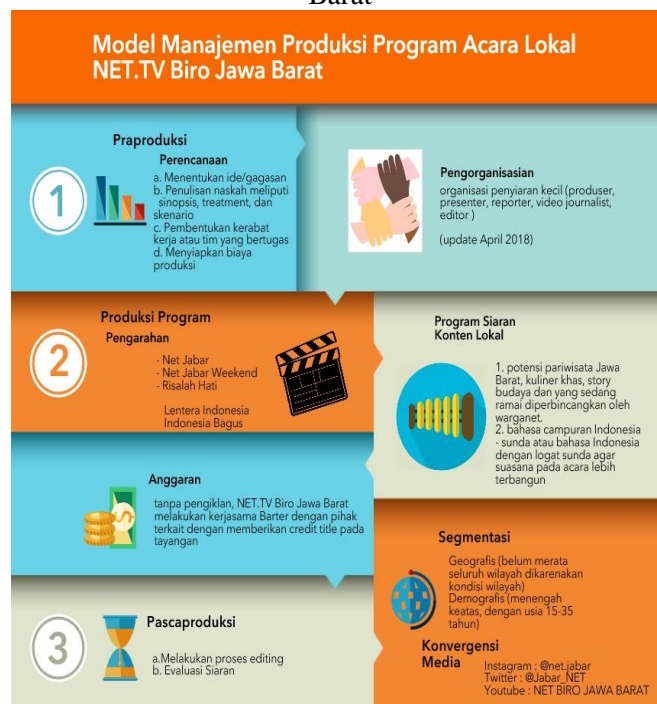 Barat
Model Manajemen Produksi Program Acara Lokal
NET.TV Biro Jawa Barat
1
Praproduksi
Perencanaan
a. Menentukan ide/gagasan
b. Penulisan naskah meliputi
sinopsis, treatment, dan
skenario
c. Pembentukan kerabat
kerja atau tim yang bertugas
d. Menyiapkan biaya
produksi
Pengorganisasian
organisasi penyiaran kecil (produser,
presenter, reporter, video journalist,
editor )
(update April 2018)
2
Produksi Program
Pengarahan
- Net Jabar
- Net Jabar Weekend
- Risalah Hati
Lentera Indonesia
Indonesia Bagus
Program Siaran
Konten Lokal
1. potensi pariwisata Jawa
Barat, kuliner khas, story
budaya dan yang sedang
ramai diperbincangkan oleh
warganet.
2. bahasa campuran Indonesia
- sunda atau bahasa Indonesia
dengan logat sunda agar
suasana pada acara lebih
terbangun
Anggaran
tanpa pengiklan, NET.TV Biro Jawa Barat
melakukan kerjasama Barter dengan pihak
terkait dengan memberikan credit title pada
tayangan
Segmentasi
Geografis (belum merata
seluruh wilayah dikarenakan
kondisi wilayah)
Demografis (menengah
keatas, dengan usia 15-35
tahun)
3
Pascaproduksi
a.Melakukan proses editing
b. Evaluasi Siaran
Konvergensi
Media
Instagram : @net.jabar
Twitter : @Jabar_NET
Youtube : NET BIRO JAWA BARAT